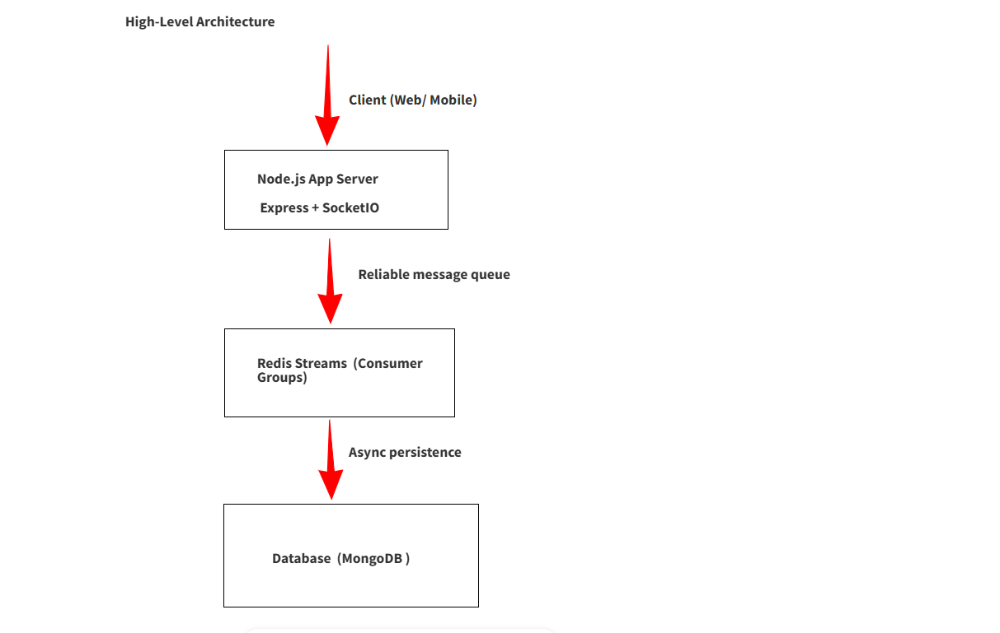 High-Level Architecture
Client (Web/ Mobile)
Node.js App Server
Express + SocketIO
Reliable message queue
Redis Streams (Consumer
Groups)
Async persistence
Database (MongoDB )